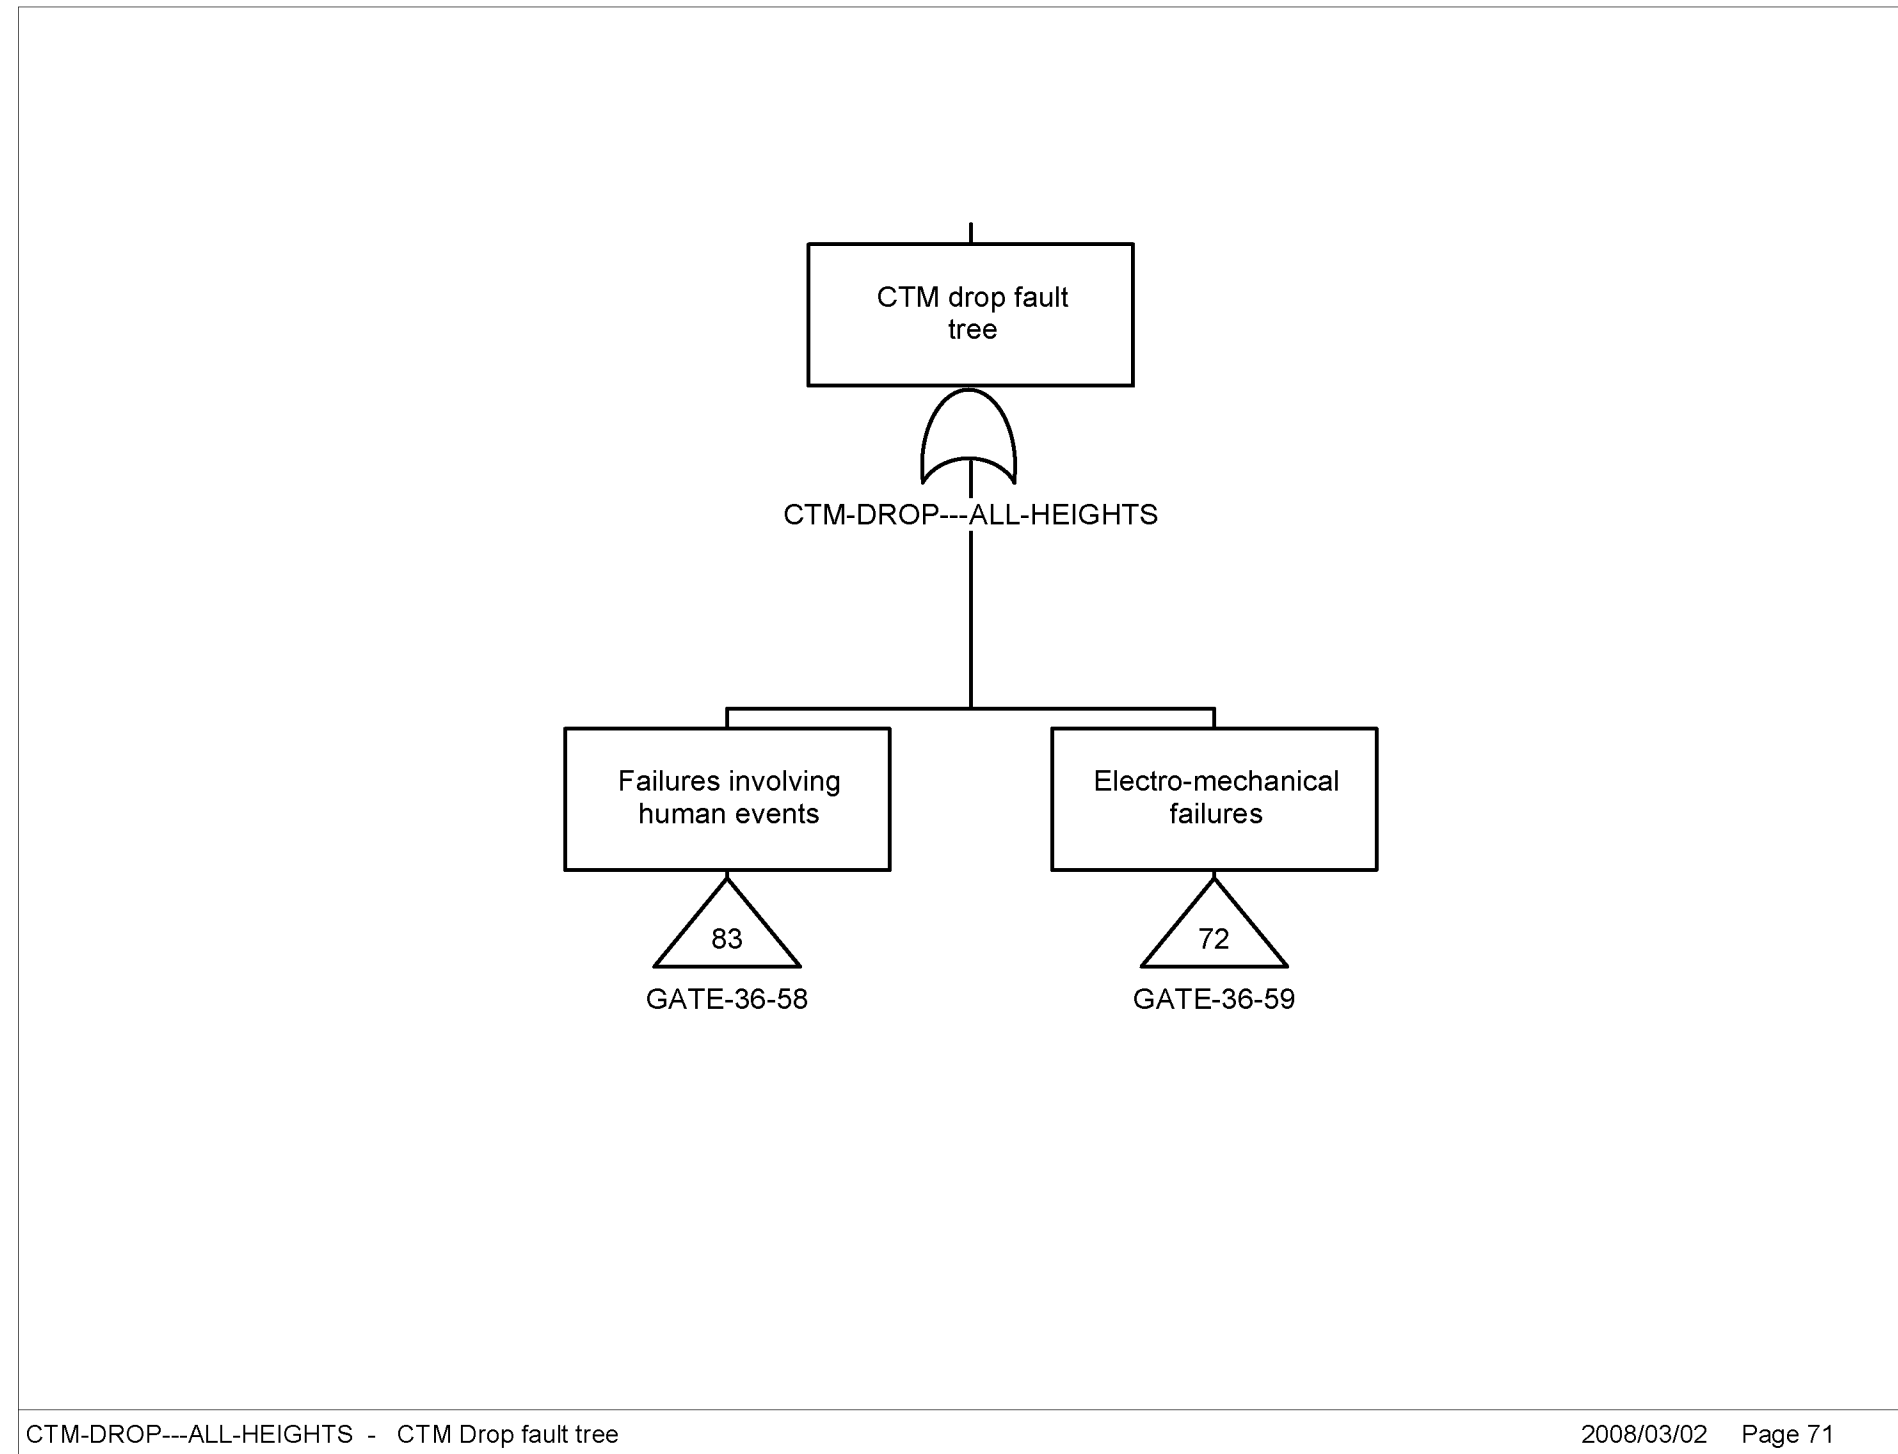 CTM drop fault
tree
CTM-DROP---ALL-HEIGHTS
Failures involving
human events
Electro-mechanical
failures
83
72
GATE-36-58
GATE-36-59
CTM-DROP---ALL-HEIGHTS - CTM Drop fault tree
2008/03/02 Page 71